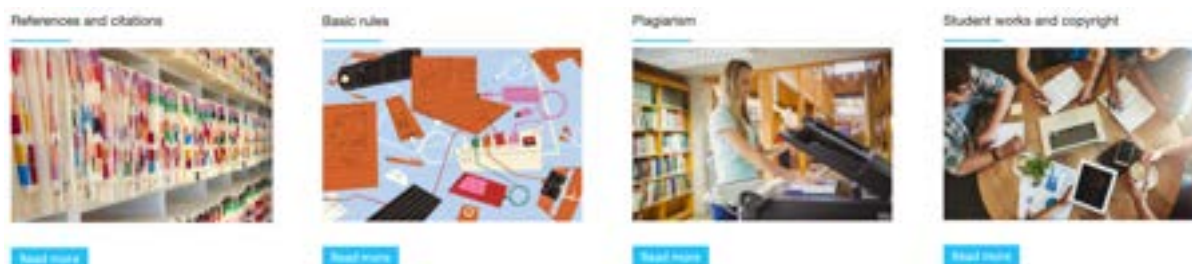 References and citations
Basic rules
Plagiarism
Student works and copyright
Read more
Read more
Read more
Read more